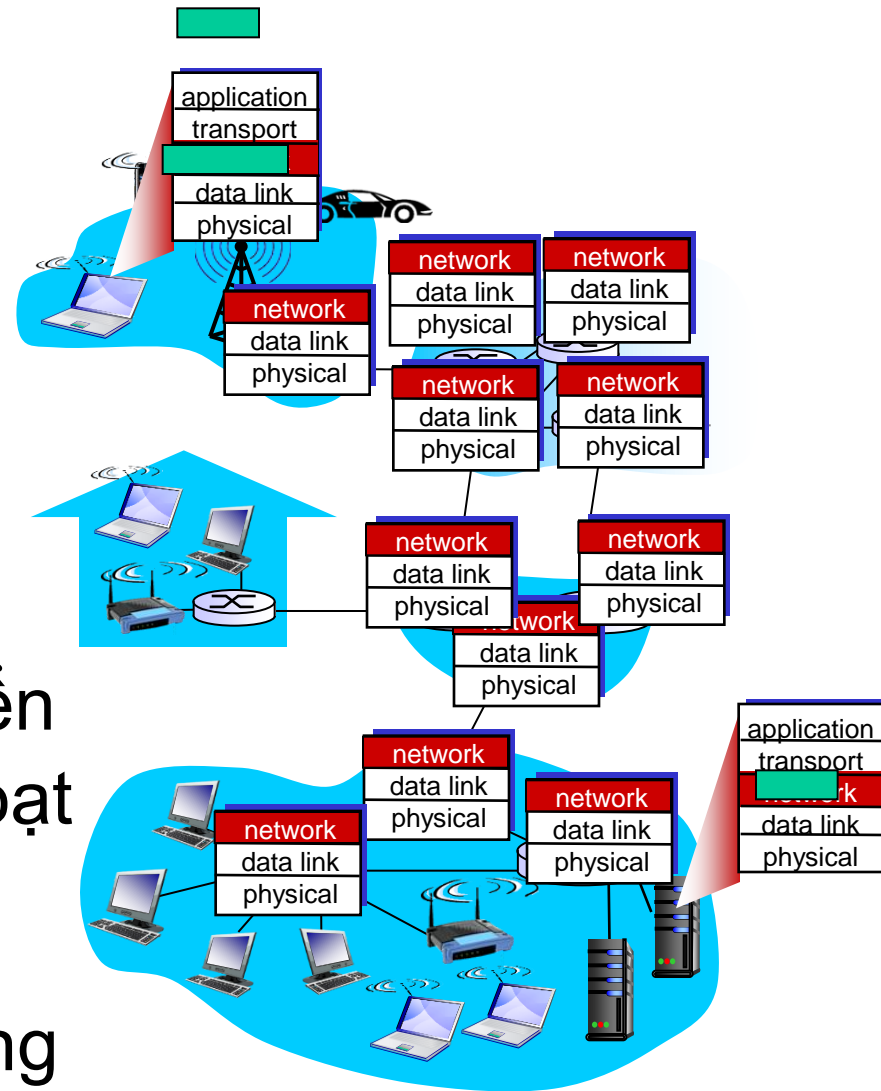 application
transport
data link
physical
network
data link
physical
network
data link
physical
network
data link
physical
network
data link
physical
network
data link
physical
network
data link
physical
network
data link
physical
data link
physical
ạt
ng
network
data link
physical
network
data link
physical
network
data link
physical
application
transport
data link
physical